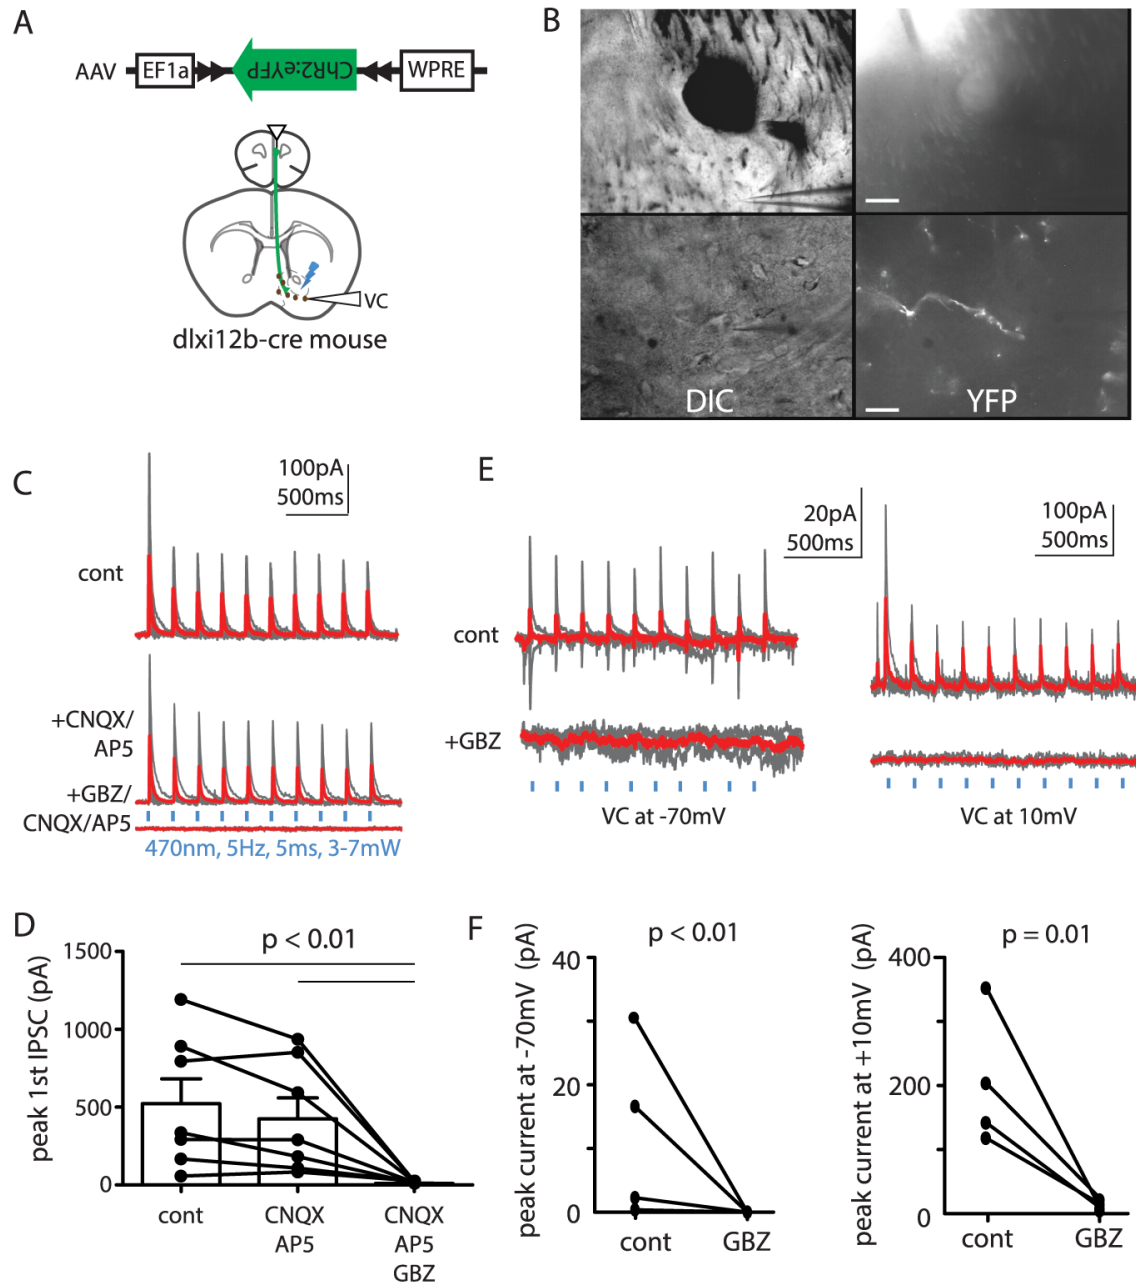 A
AAV
EF1a
ChR2:eYFP
WPRE
VC
dlxi12b-cre mouse
B
DIC
YFP
C
100pA
500ms
cont
+CNQX/
AP5
+GBZ/
CNQX/AP5
470nm, 5Hz, 5ms, 3-7mW
E
20pA
500ms
100pA
500ms
cont
+GBZ
VC at -70mV
VC at 10mV
D
p < 0.01
peak 1st IPSC (pA)
1500
1000
500
0
cont
CNQX
AP5
CNQX
AP5
GBZ
F
p < 0.01
peak current at -70mV (pA)
40
20
0
cont
GBZ
p = 0.01
peak current at +10mV (pA)
400
200
0
cont
GBZ